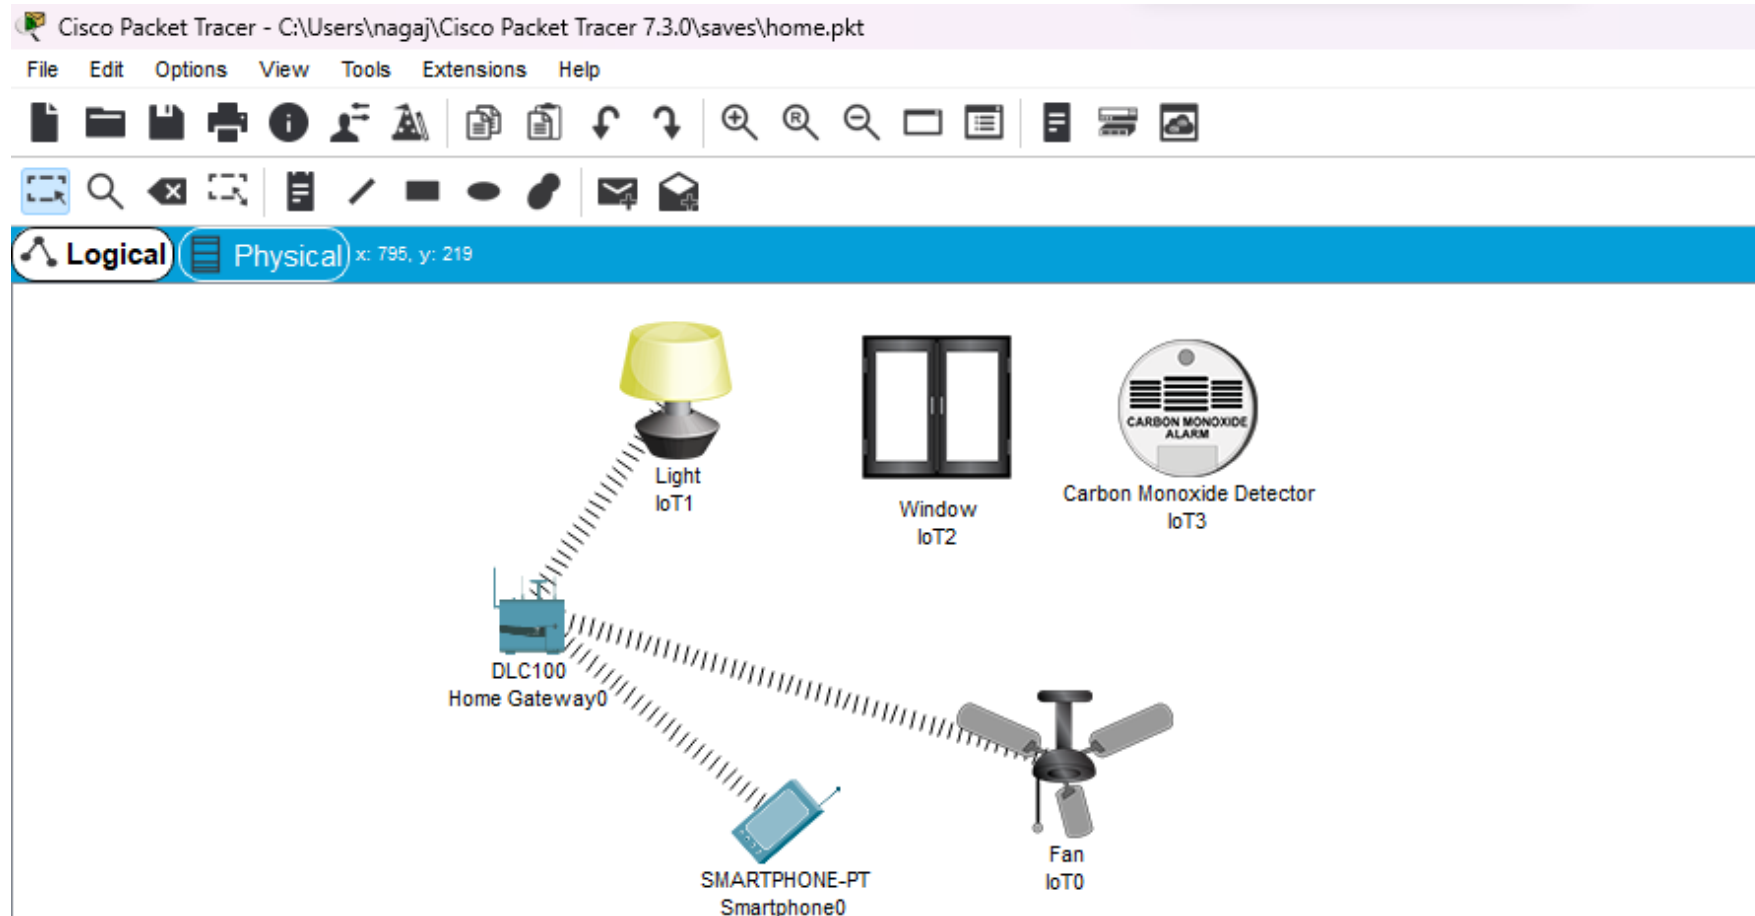 Cisco Packet Tracer - C:\Users\nagaj\Cisco Packet Tracer 7.3.0\saves\home.pkt
File Edit Options View Tools Extensions Help
R
Logical Physical x: 795, y: 219
CARBON MONOXIDE
ALARM
Light
IoT1
Window
IoT2
Carbon Monoxide Detector
IoT3
DLC100
Home Gateway0
Fan
IoT0
SMARTPHONE-PT
Smartphone0